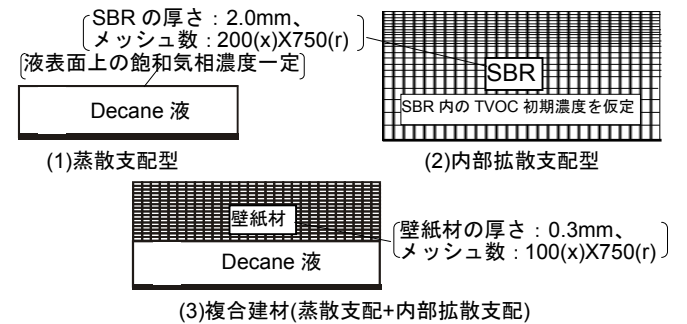 SBR の厚さ：2.0mm、
メッシュ数：200(x)X750(r)
液表面上の飽和気相濃度一定
SBR
Decane 液
SBR 内の TVOC 初期濃度を仮定
(1)蒸散支配型
(2)内部拡散支配型
壁紙材
壁紙材の厚さ：0.3mm、
メッシュ数：100(x)X750(r)
Decane 液
(3)複合建材(蒸散支配+内部拡散支配)